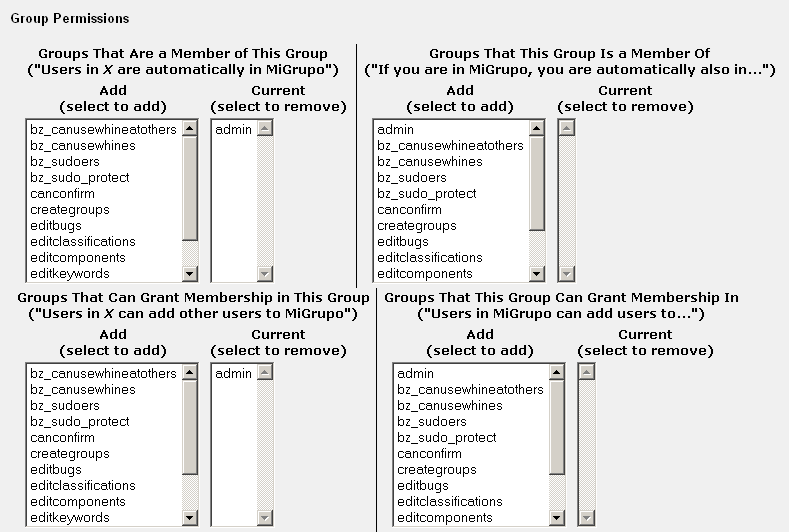 Group Permissions
Groups That Are a Member of This Group
("Users in X are automatically in MiGrupo")
Add
(select to add)
Current
(select to remove)
bz_canusewhineatothers
bz_canusewhines
bz_sudoers
bz_sudo_protect
canconfirm
creategroups
editbugs
editclassifications
editcomponents
editkeywords
admin
Groups That This Group Is a Member Of
("If you are in MiGrupo, you are automatically also in...")
Add
(select to add)
Current
(select to remove)
admin
bz_canusewhineatothers
bz_canusewhines
bz_sudoers
bz_sudo_protect
canconfirm
creategroups
editbugs
editclassifications
editcomponents
Groups That Can Grant Membership in This Group
("Users in X can add other users to MiGrupo")
Add
(select to add)
Current
(select to remove)
bz_canusewhineatothers
bz_canusewhines
bz_sudoers
bz_sudo_protect
canconfirm
creategroups
editbugs
editclassifications
editcomponents
editkeywords
admin
Groups That This Group Can Grant Membership In
("Users in MiGrupo can add users to...")
Add
(select to add)
Current
(select to remove)
admin
bz_canusewhineatothers
bz_canusewhines
bz_sudoers
bz_sudo_protect
canconfirm
creategroups
editbugs
editclassifications
editcomponents